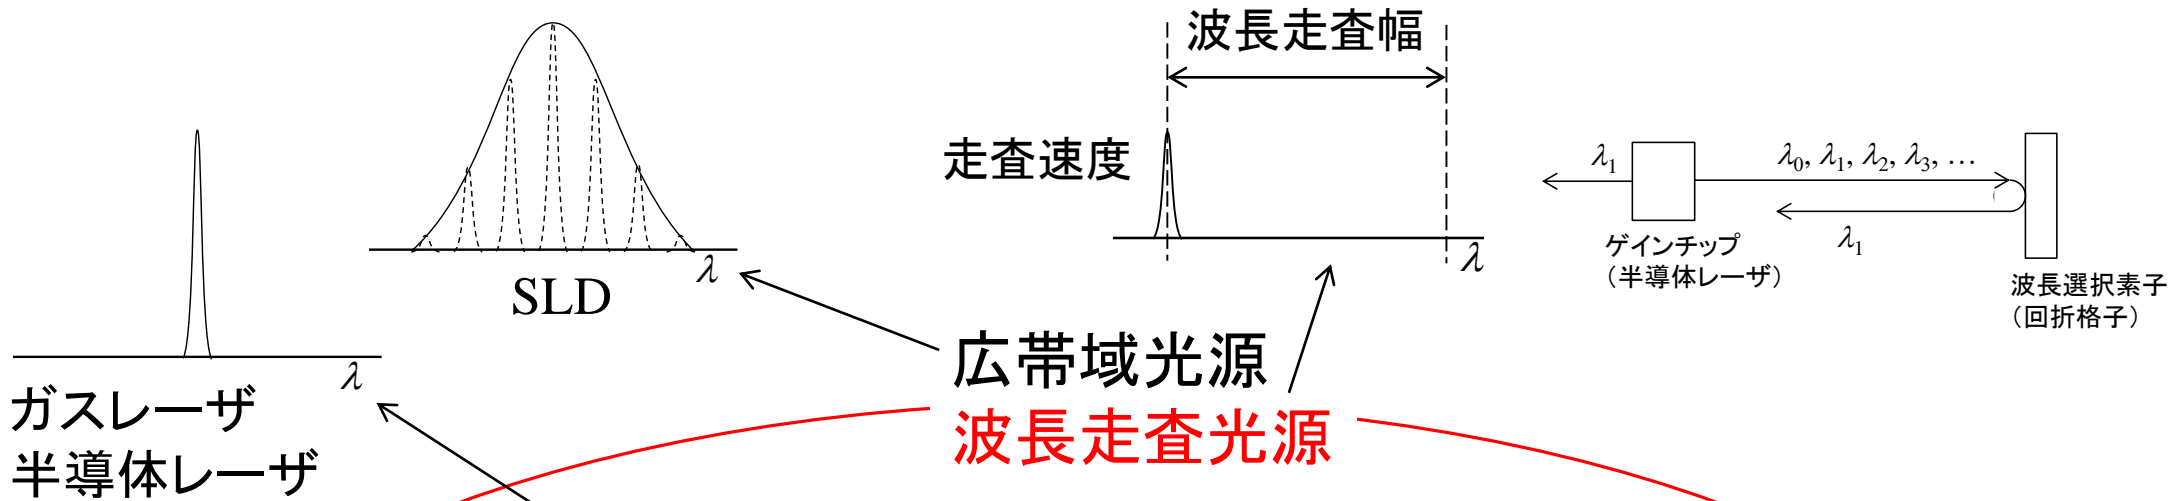 λ
ガスレーザ
半導体レーザ
λ
SLD
波長走査幅
走査速度
λ
広帯域光源
波長走査光源
λ1
λ0, λ1, λ2, λ3, …
λ1
ゲインチップ
（半導体レーザ）
波長選択素子
（回折格子）